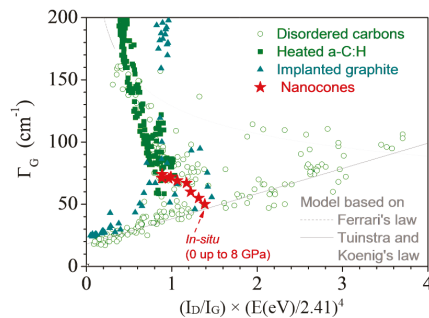 200
150
100
50
0
Γ_G (cm⁻¹)
Disordered carbons
Heated a-C:H
Implanted graphite
Nanocones
In-situ
(0 up to 8 GPa)
Model based on
Ferrari's law
Tuinstra and
Koenig's law
0 1 2 3 4
(I_D/I_G) × (E(eV)/2.41)⁴